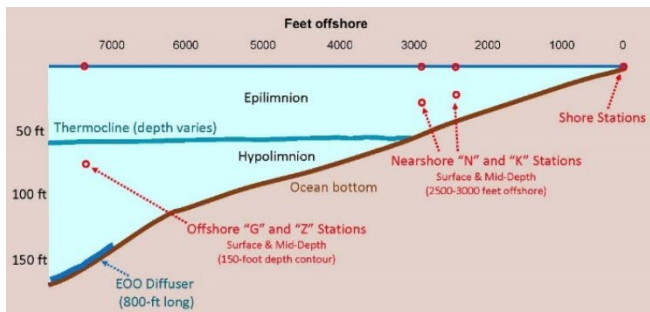 Feet offshore
7000 6000 5000 4000 3000 2000 1000 0
Epilimnion
Shore Stations
50 ft
Thermocline (depth varies)
Hypolimnion
Nearshore "N" and "K" Stations
Surface & Mid-Depth
(2500-3000 feet offshore)
Ocean bottom
100 ft
Offshore "G" and "Z" Stations
Surface & Mid-Depth
(150-foot depth contour)
150 ft
EOO Diffuser
(800-ft long)